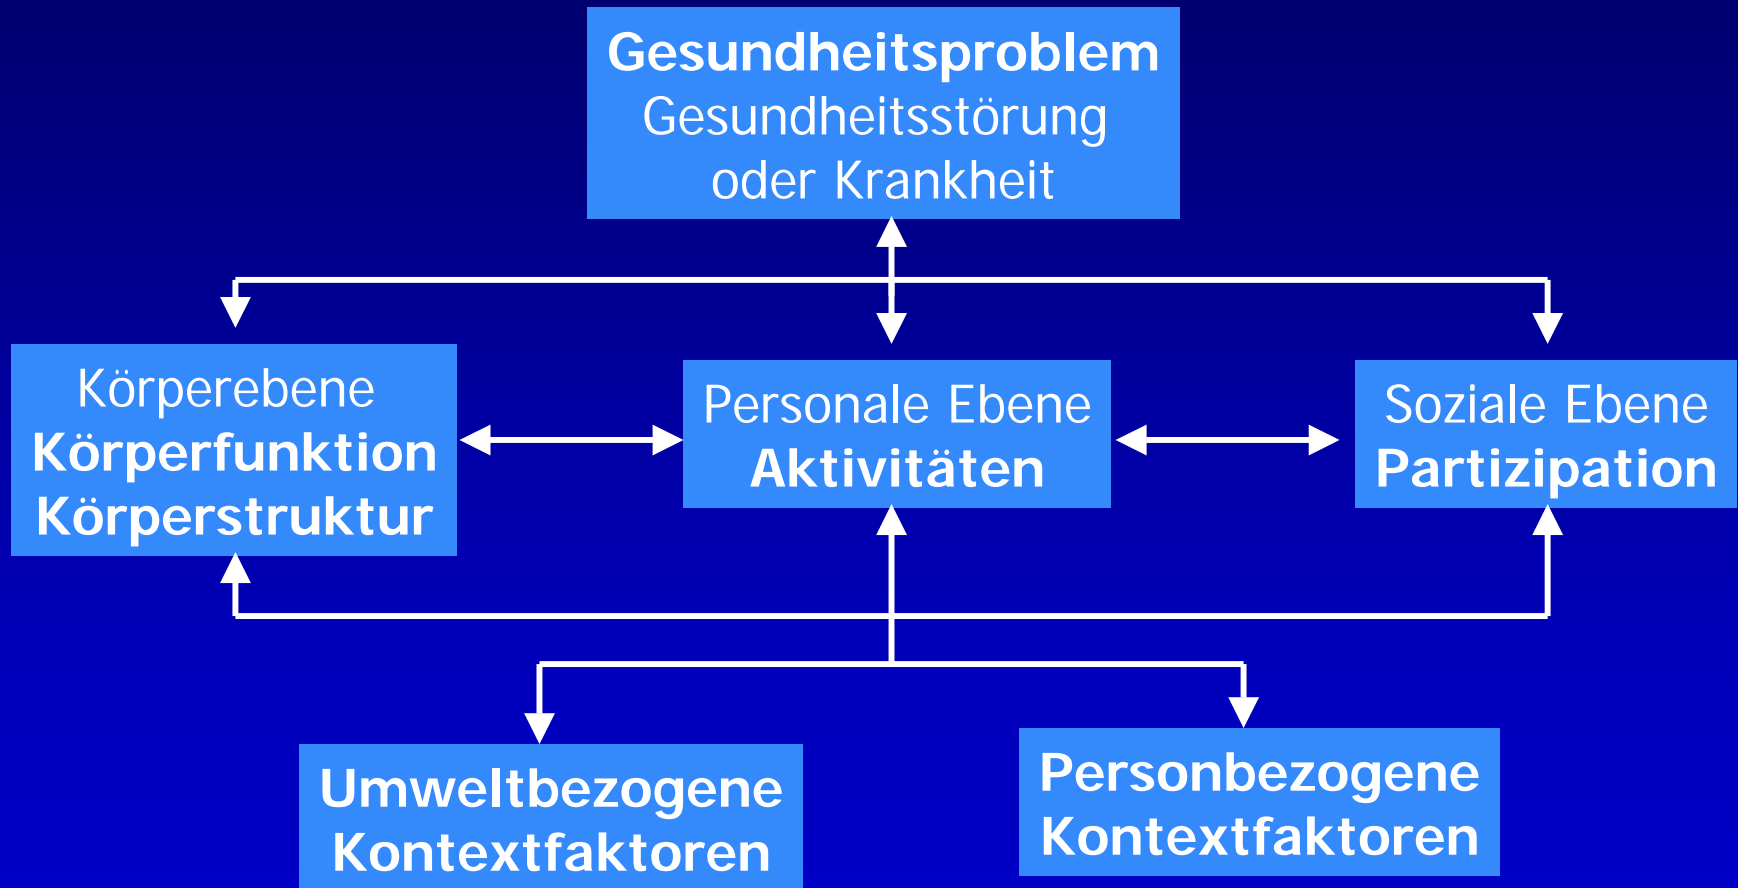 Gesundheitsproblem
Gesundheitsstörung
oder Krankheit
Körperebene
Körperfunktion
Körperstruktur
Personale Ebene
Aktivitäten
Soziale Ebene
Partizipation
Umweltbezogene
Kontextfaktoren
Personbezogene
Kontextfaktoren